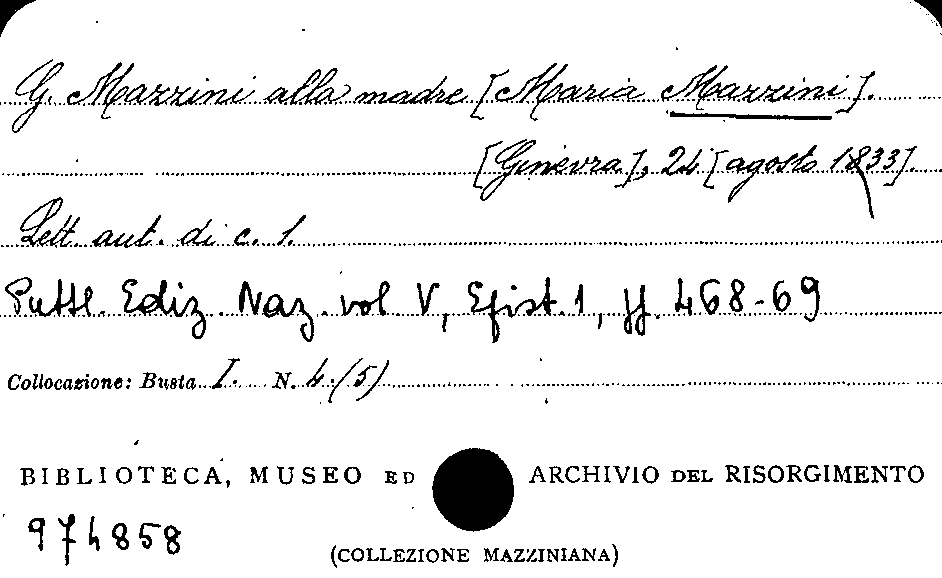 G. Mazzini alla madre [Maria Mazzini].
[Ginevra], 24 [agosto 1833].
Lett. aut. di c. 1.
Pubbl. Ediz. Naz. vol V, Epist. 1, pp. 468-69
Collocazione: Busta I. N. 4.(5)
BIBLIOTECA, MUSEO ED ARCHIVIO DEL RISORGIMENTO
974858
(COLLEZIONE MAZZINIANA)